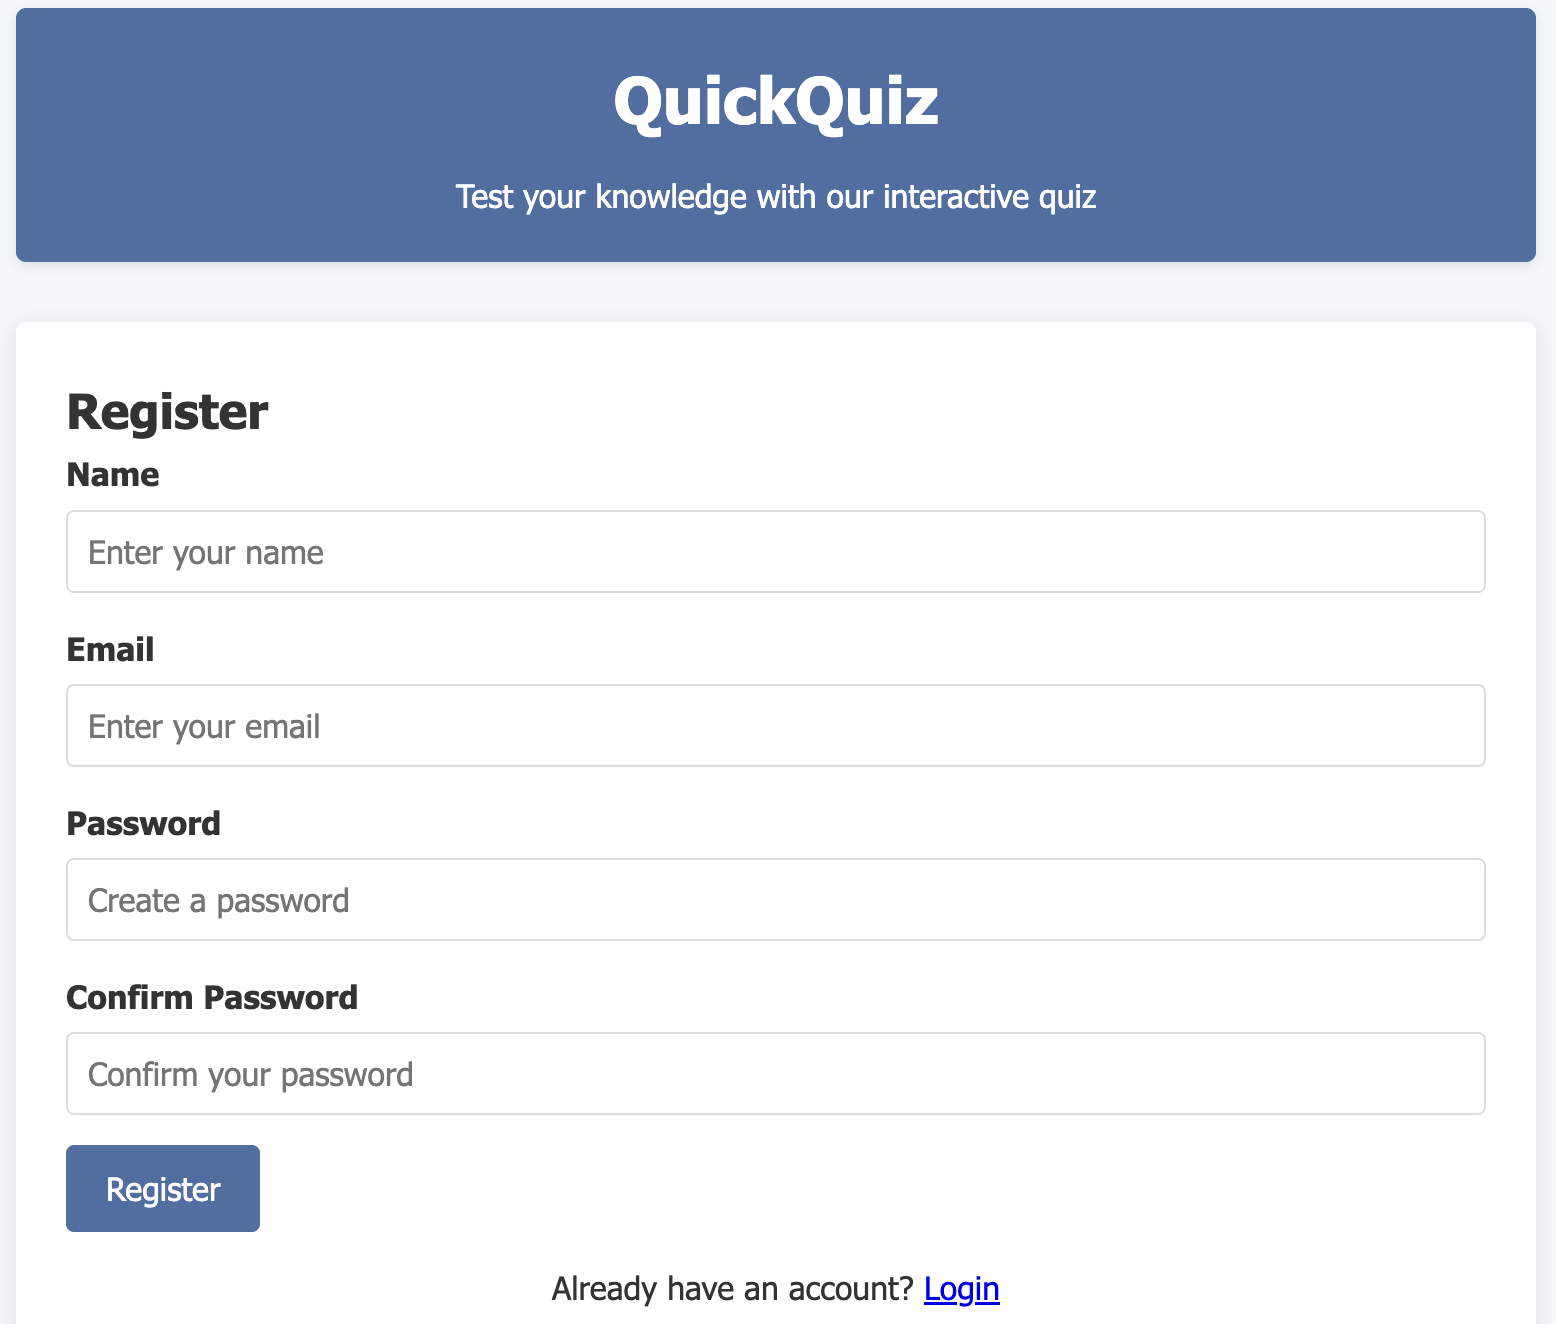 QuickQuiz
Test your knowledge with our interactive quiz
Register
Name
Enter your name
Email
Enter your email
Password
Create a password
Confirm Password
Confirm your password
Register
Already have an account? Login